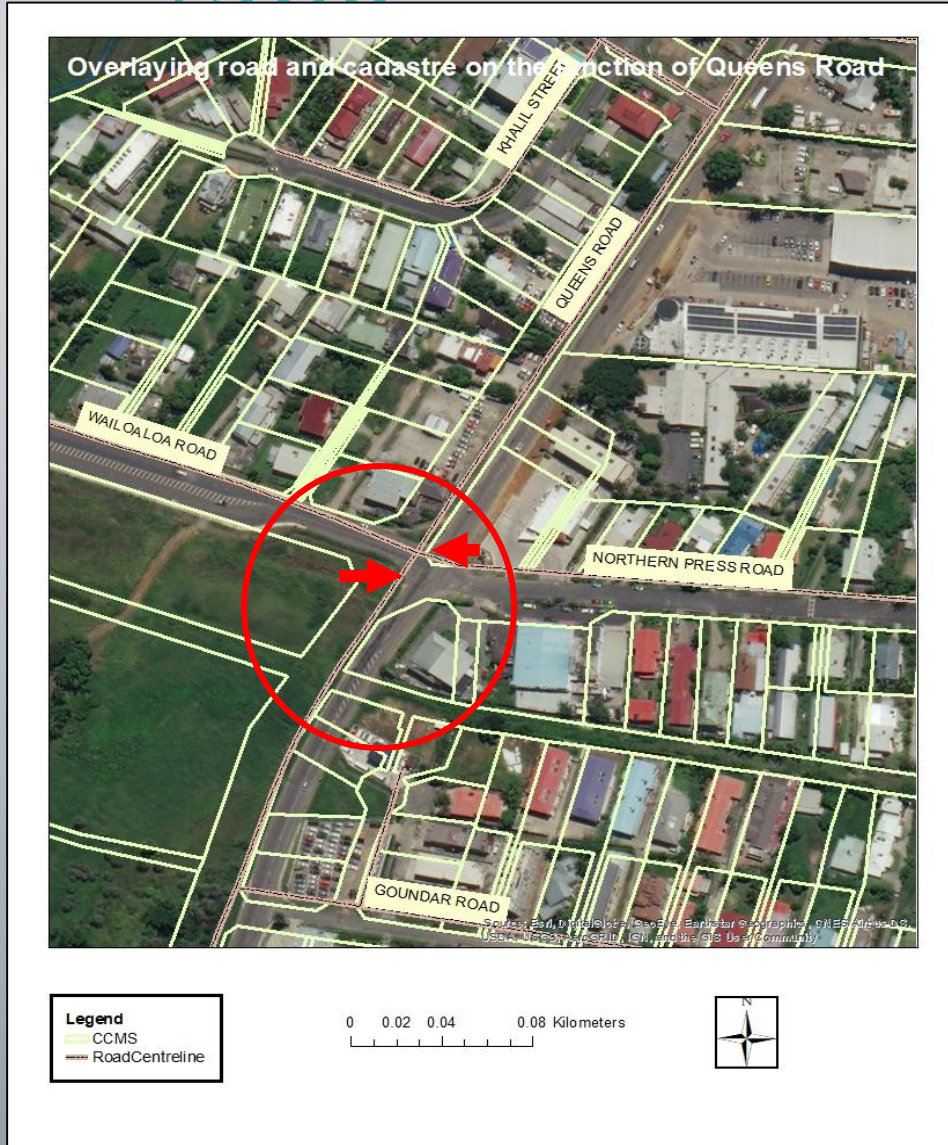 Overlaying road and cadastre on the junction of Queens Road
KHALIL STREET
QUEENS ROAD
WAILOALOA ROAD
NORTHERN PRESS ROAD
GOUNDAR ROAD
Source: Esri, DigitalGlobe, GeoEye, Earthstar Geographics, CNES/Airbus DS,
USDA, USGS, AeroGRID, IGN, and the GIS User Community
N
Legend
CCMS
RoadCentreline
0 0.02 0.04 0.08 Kilometers